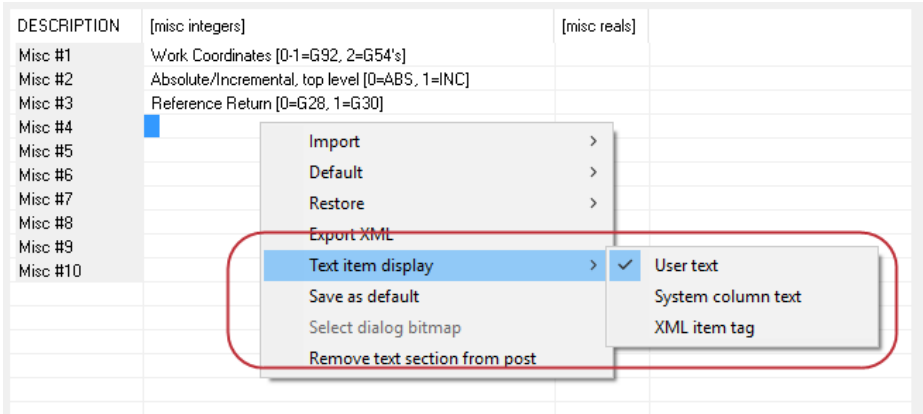 DESCRIPTION [misc integers] [misc reals]
Misc #1 Work Coordinates [0-1=G92, 2=G54's]
Misc #2 Absolute/Incremental, top level [0=ABS, 1=INC]
Misc #3 Reference Return [0=G28, 1=G30]
Misc #4
Misc #5
Misc #6
Misc #7
Misc #8
Misc #9
Misc #10
Import
Default
Restore
Export XML
Text item display
Save as default
Select dialog bitmap
Remove text section from post
User text
System column text
XML item tag